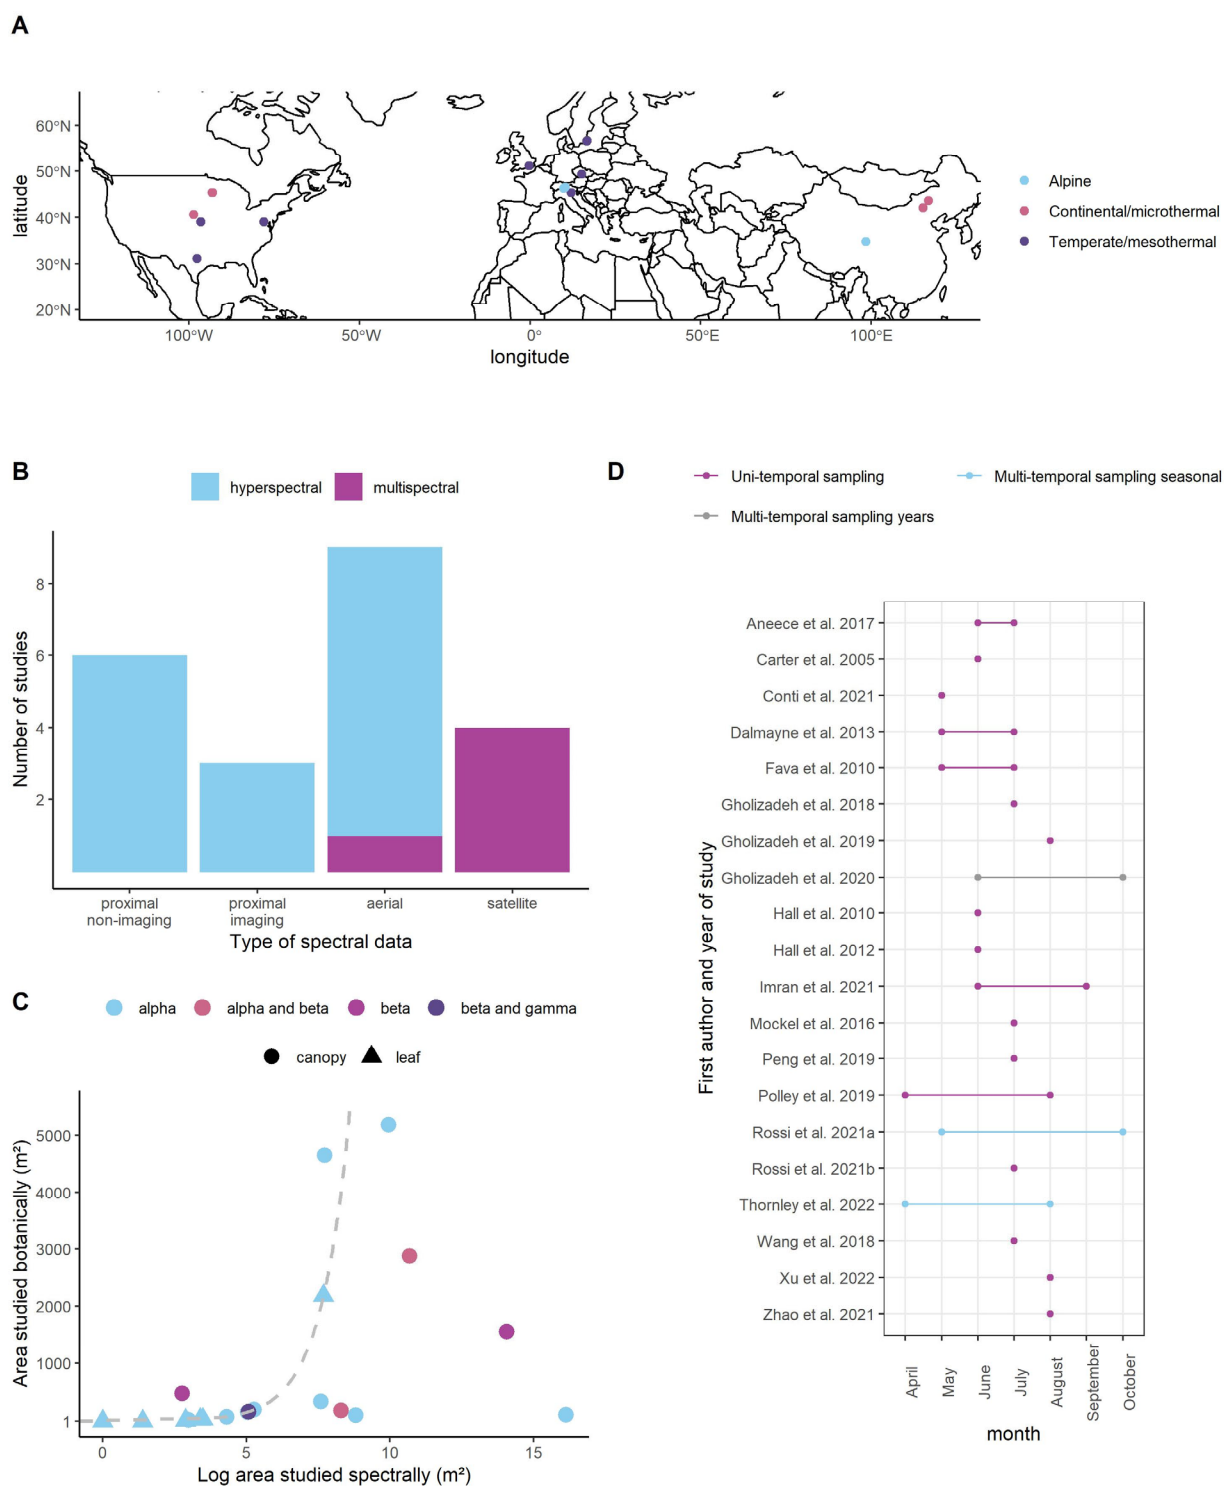 A
latitude
60°N
50°N
40°N
30°N
20°N
100°W
50°W
0°
50°E
100°E
longitude
Alpine
Continental/microthermal
Temperate/mesothermal
B
hyperspectral
multispectral
Number of studies
8
6
4
2
proximal
non-imaging
proximal
imaging
aerial
satellite
Type of spectral data
C
alpha
alpha and beta
beta
beta and gamma
canopy
leaf
Area studied botanically (m²)
5000
4000
3000
2000
1000
1
0
5
10
15
Log area studied spectrally (m²)
D
Uni-temporal sampling
Multi-temporal sampling seasonal
Multi-temporal sampling years
First author and year of study
Aneece et al. 2017
Carter et al. 2005
Conti et al. 2021
Dalmayne et al. 2013
Fava et al. 2010
Gholizadeh et al. 2018
Gholizadeh et al. 2019
Gholizadeh et al. 2020
Hall et al. 2010
Hall et al. 2012
Imran et al. 2021
Mockel et al. 2016
Peng et al. 2019
Polley et al. 2019
Rossi et al. 2021a
Rossi et al. 2021b
Thornley et al. 2022
Wang et al. 2018
Xu et al. 2022
Zhao et al. 2021
April
May
June
July
August
September
October
month